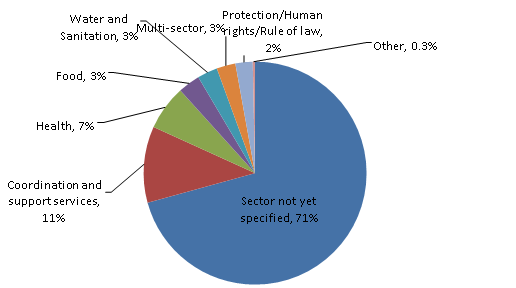 Water and
Sanitation, 3%
Multi-sector, 3%
Protection/Human
rights/Rule of law,
2%
Other, 0.3%
Food, 3%
Health, 7%
Coordination and
support services,
11%
Sector not yet
specified, 71%